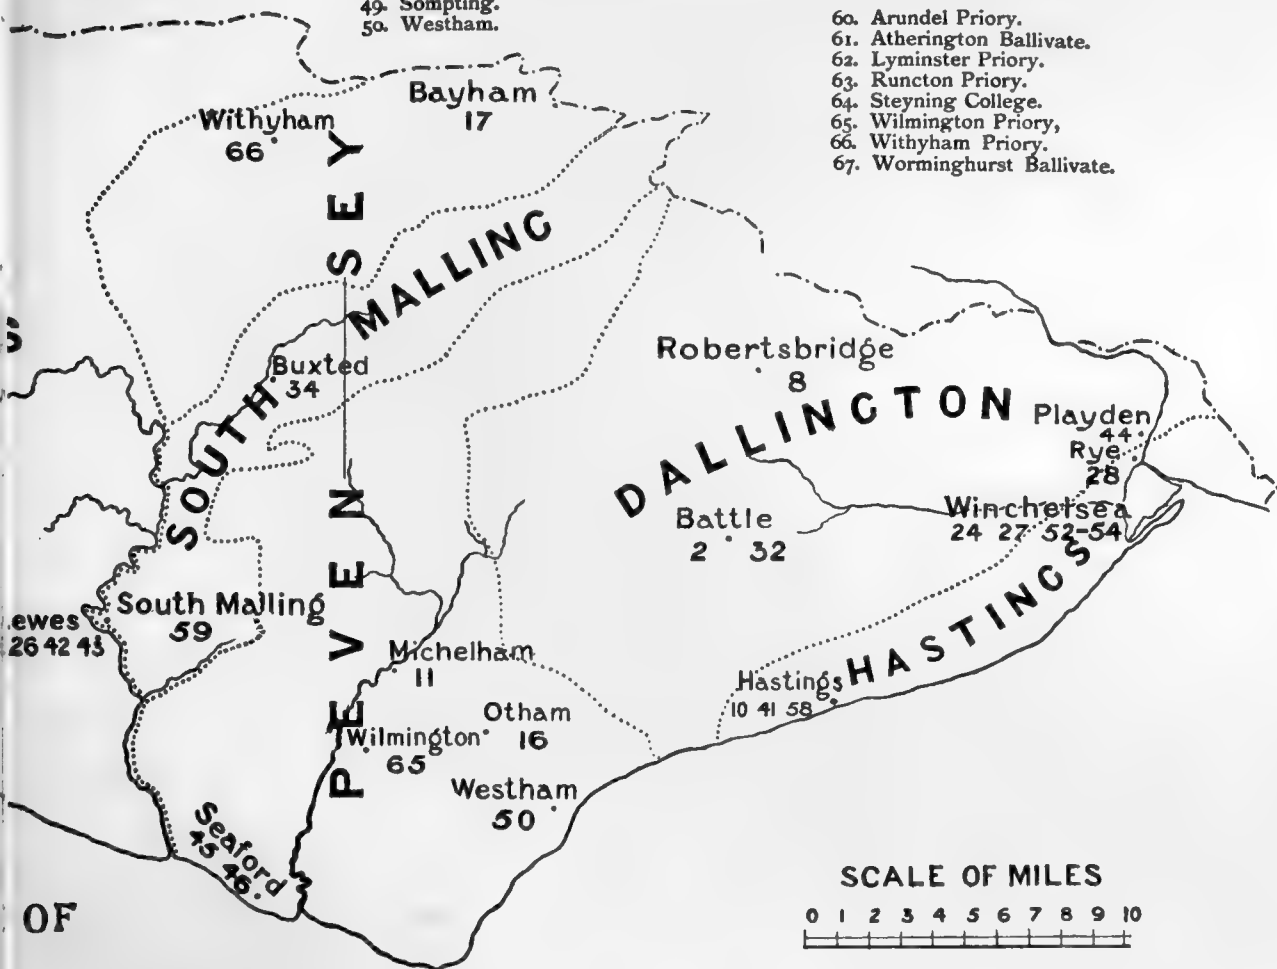 49. Sompting.
50. Westham.
60. Arundel Priory.
61. Atherington Ballivate.
62. Lyminster Priory.
63. Runcton Priory.
64. Steyning College.
65. Wilmington Priory,
66. Withyham Priory.
67. Worminghurst Ballivate.
Bayham
17
Withyham
66
PEVENSEY
SOUTH MALLING
S
Buxted
34
Robertsbridge
8
DALLINGTON
Playden
44
Rye
28
Winchelsea
24 27 52-54
Battle
2 32
HASTINGS
South Malling
59
ewes
26 42 43
Michelham
11
Hastings
10 41 58
Otham
16
Wilmington
65
Westham
50
Seaford
45 46
OF
SCALE OF MILES
0 1 2 3 4 5 6 7 8 9 10